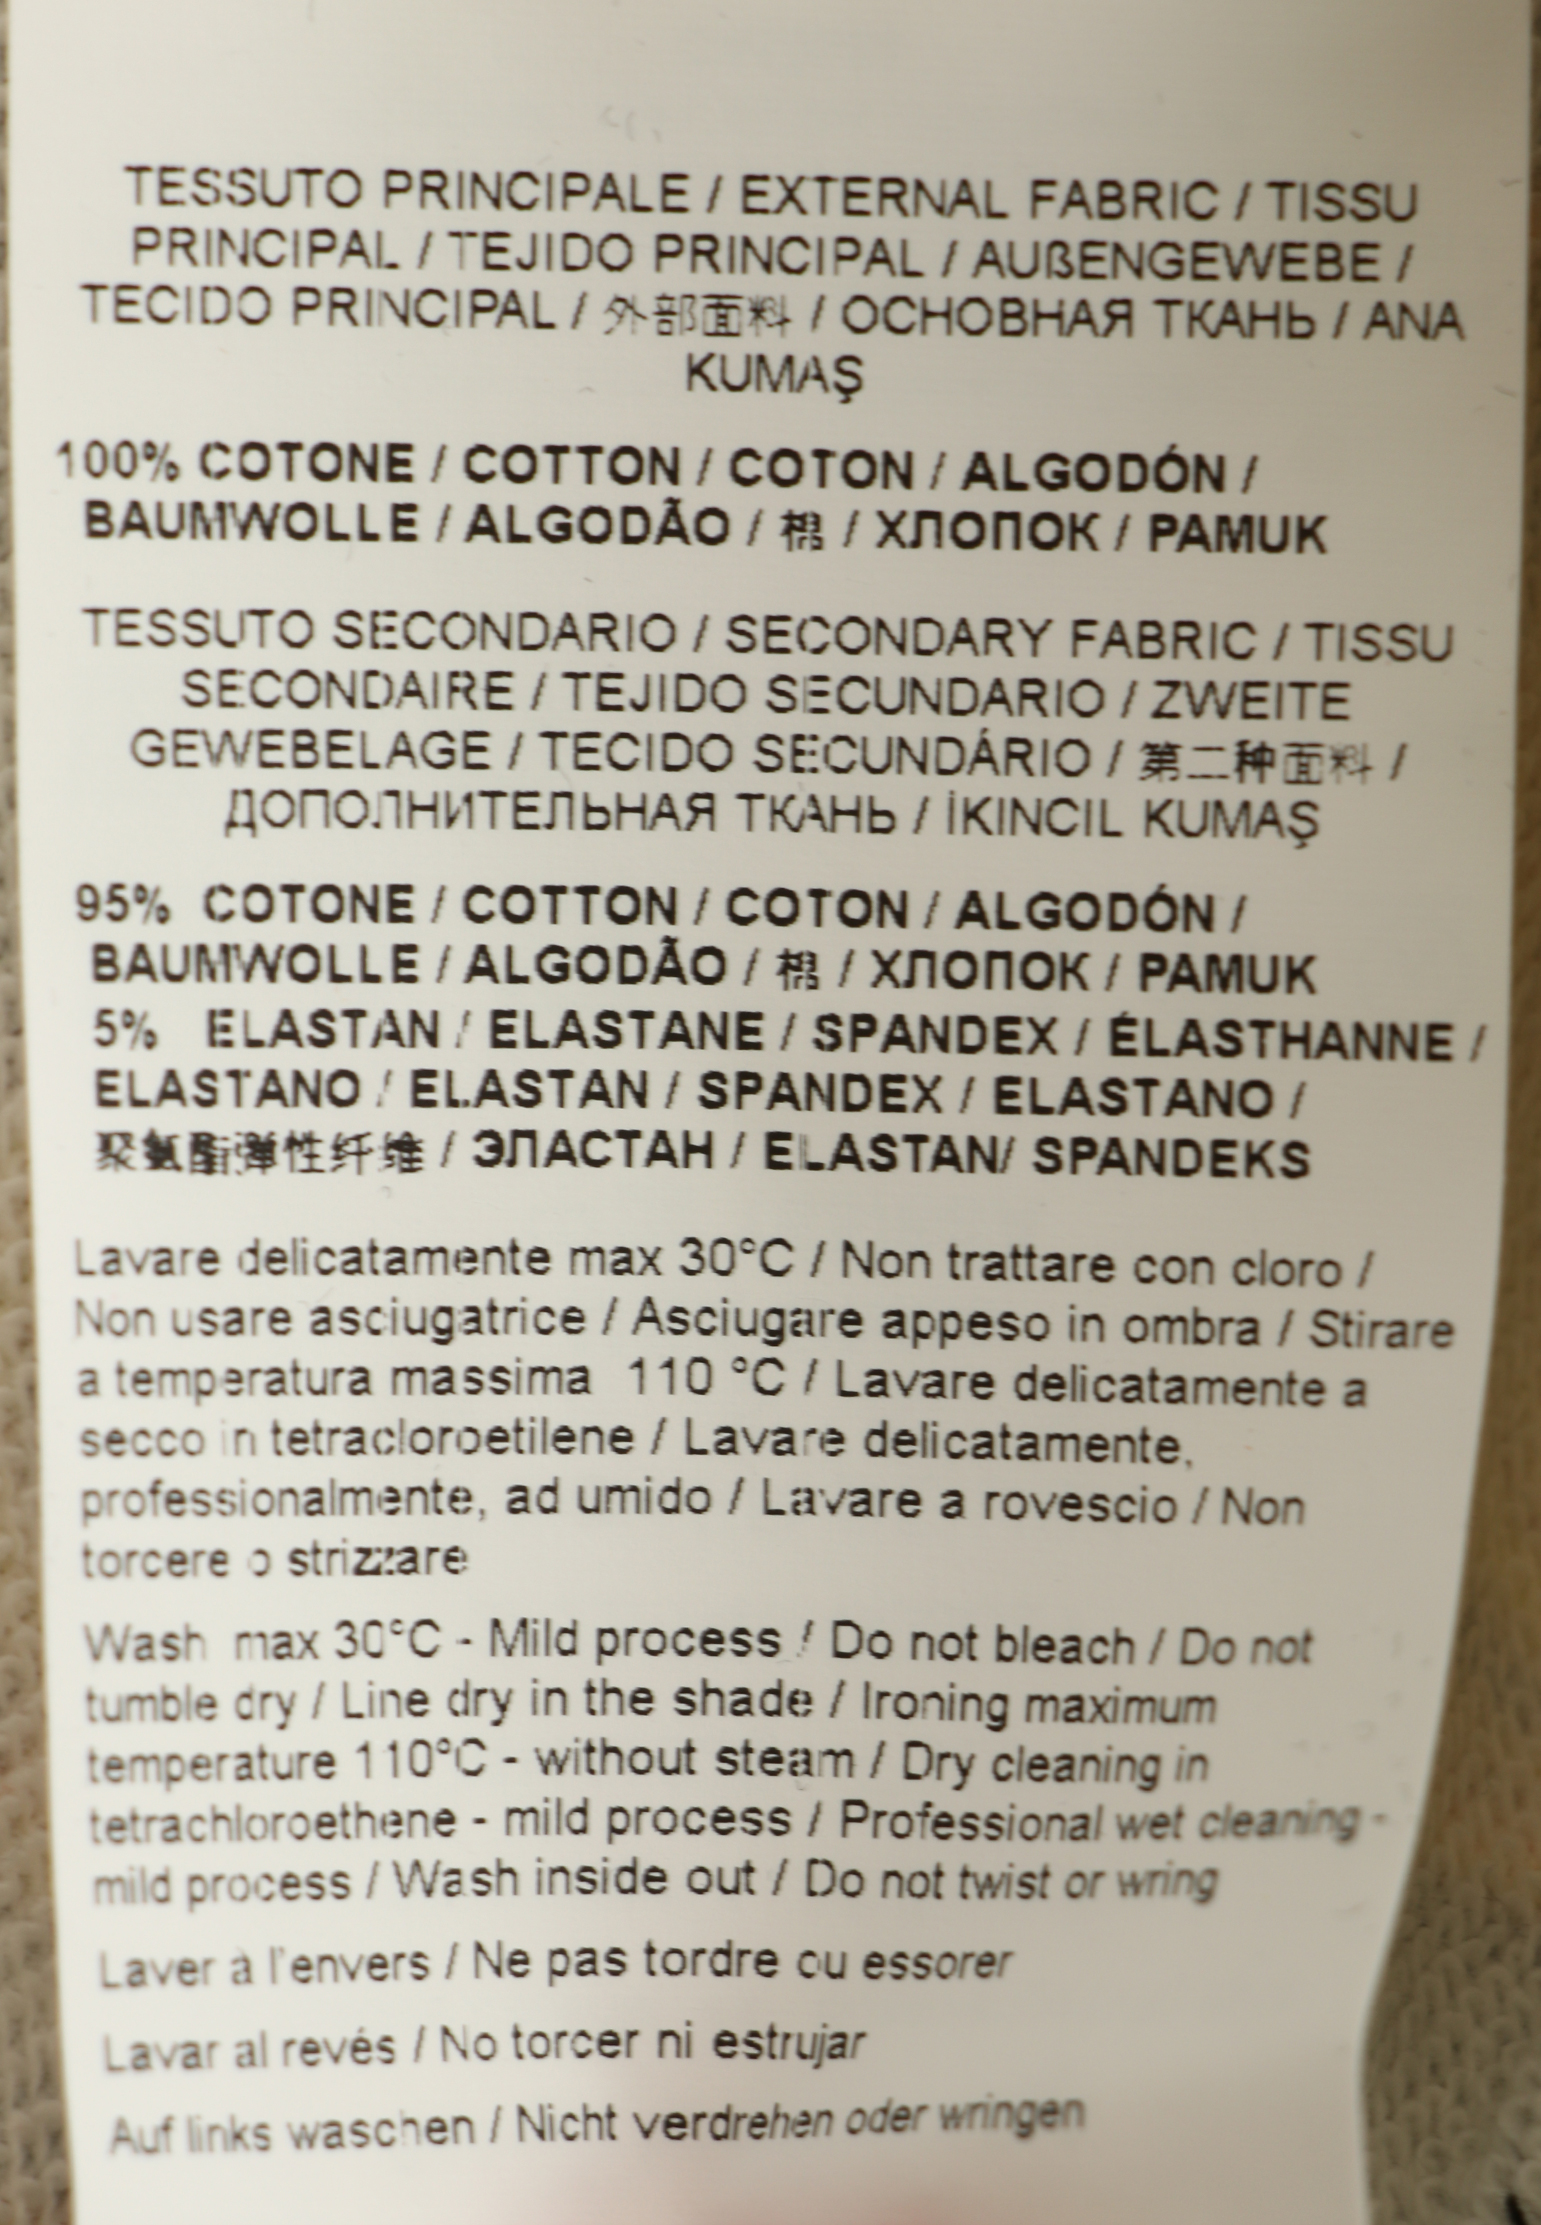 TESSUTO PRINCIPALE / EXTERNAL FABRIC / TISSU
PRINCIPAL / TEJIDO PRINCIPAL / AUßENGEWEBE /
TECIDO PRINCIPAL / 外部面料 / ОСНОВНАЯ ТКАНЬ / ANA
KUMAŞ
100% COTONE / COTTON / COTON / ALGODÓN /
BAUMWOLLE / ALGODÃO / 棉 / ХЛОПОК / PAMUK
TESSUTO SECONDARIO / SECONDARY FABRIC / TISSU
SECONDAIRE / TEJIDO SECUNDARIO / ZWEITE
GEWEBELAGE / TECIDO SECUNDÁRIO / 第二种面料 /
ДОПОЛНИТЕЛЬНАЯ ТКАНЬ / İKINCIL KUMAŞ
95% COTONE / COTTON / COTON / ALGODÓN /
BAUMWOLLE / ALGODÃO / 棉 / ХЛОПОК / PAMUK
5% ELASTAN / ELASTANE / SPANDEX / ÉLASTHANNE /
ELASTANO / ELASTAN / SPANDEX / ELASTANO /
聚氨酯弹性纤维 / ЭЛАСТАН / ELASTAN/ SPANDEKS
Lavare delicatamente max 30°C / Non trattare con cloro /
Non usare asciugatrice / Asciugare appeso in ombra / Stirare
a temperatura massima 110 °C / Lavare delicatamente a
secco in tetracloroetilene / Lavare delicatamente,
professionalmente, ad umido / Lavare a rovescio / Non
torcere o strizzare
Wash max 30°C - Mild process / Do not bleach / Do not
tumble dry / Line dry in the shade / Ironing maximum
temperature 110°C - without steam / Dry cleaning in
tetrachloroethene - mild process / Professional wet cleaning -
mild process / Wash inside out / Do not twist or wring
Laver à l'envers / Ne pas tordre ou essorer
Lavar al revés / No torcer ni estrujar
Auf links waschen / Nicht verdrehen oder wringen